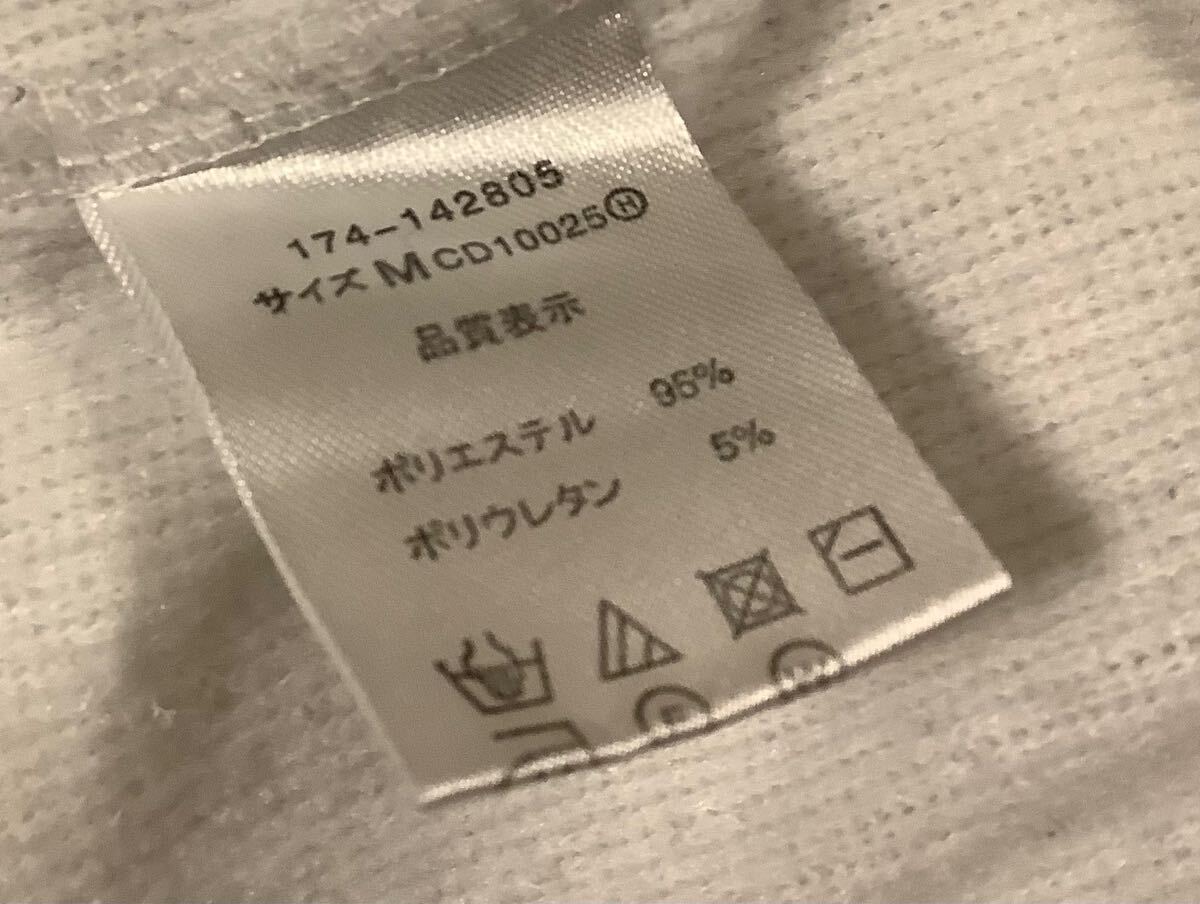 174-142805
サイズ M CD10025Ⓗ
品質表示
ポリエステル 95%
ポリウレタン 5%